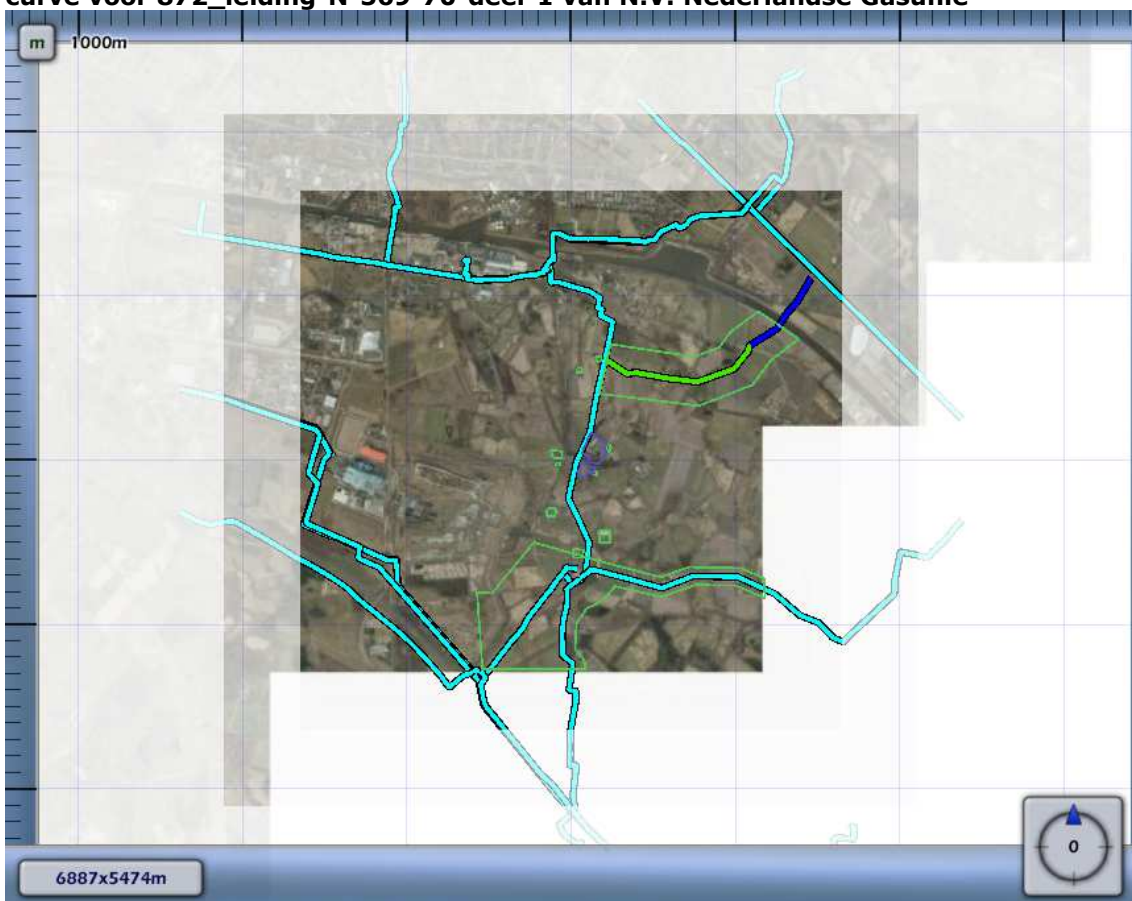 curve voor 872_leiding-N-569-70-deel-1 van N.V. Nederlandse Gasunie
m 1000m
0
6887x5474m